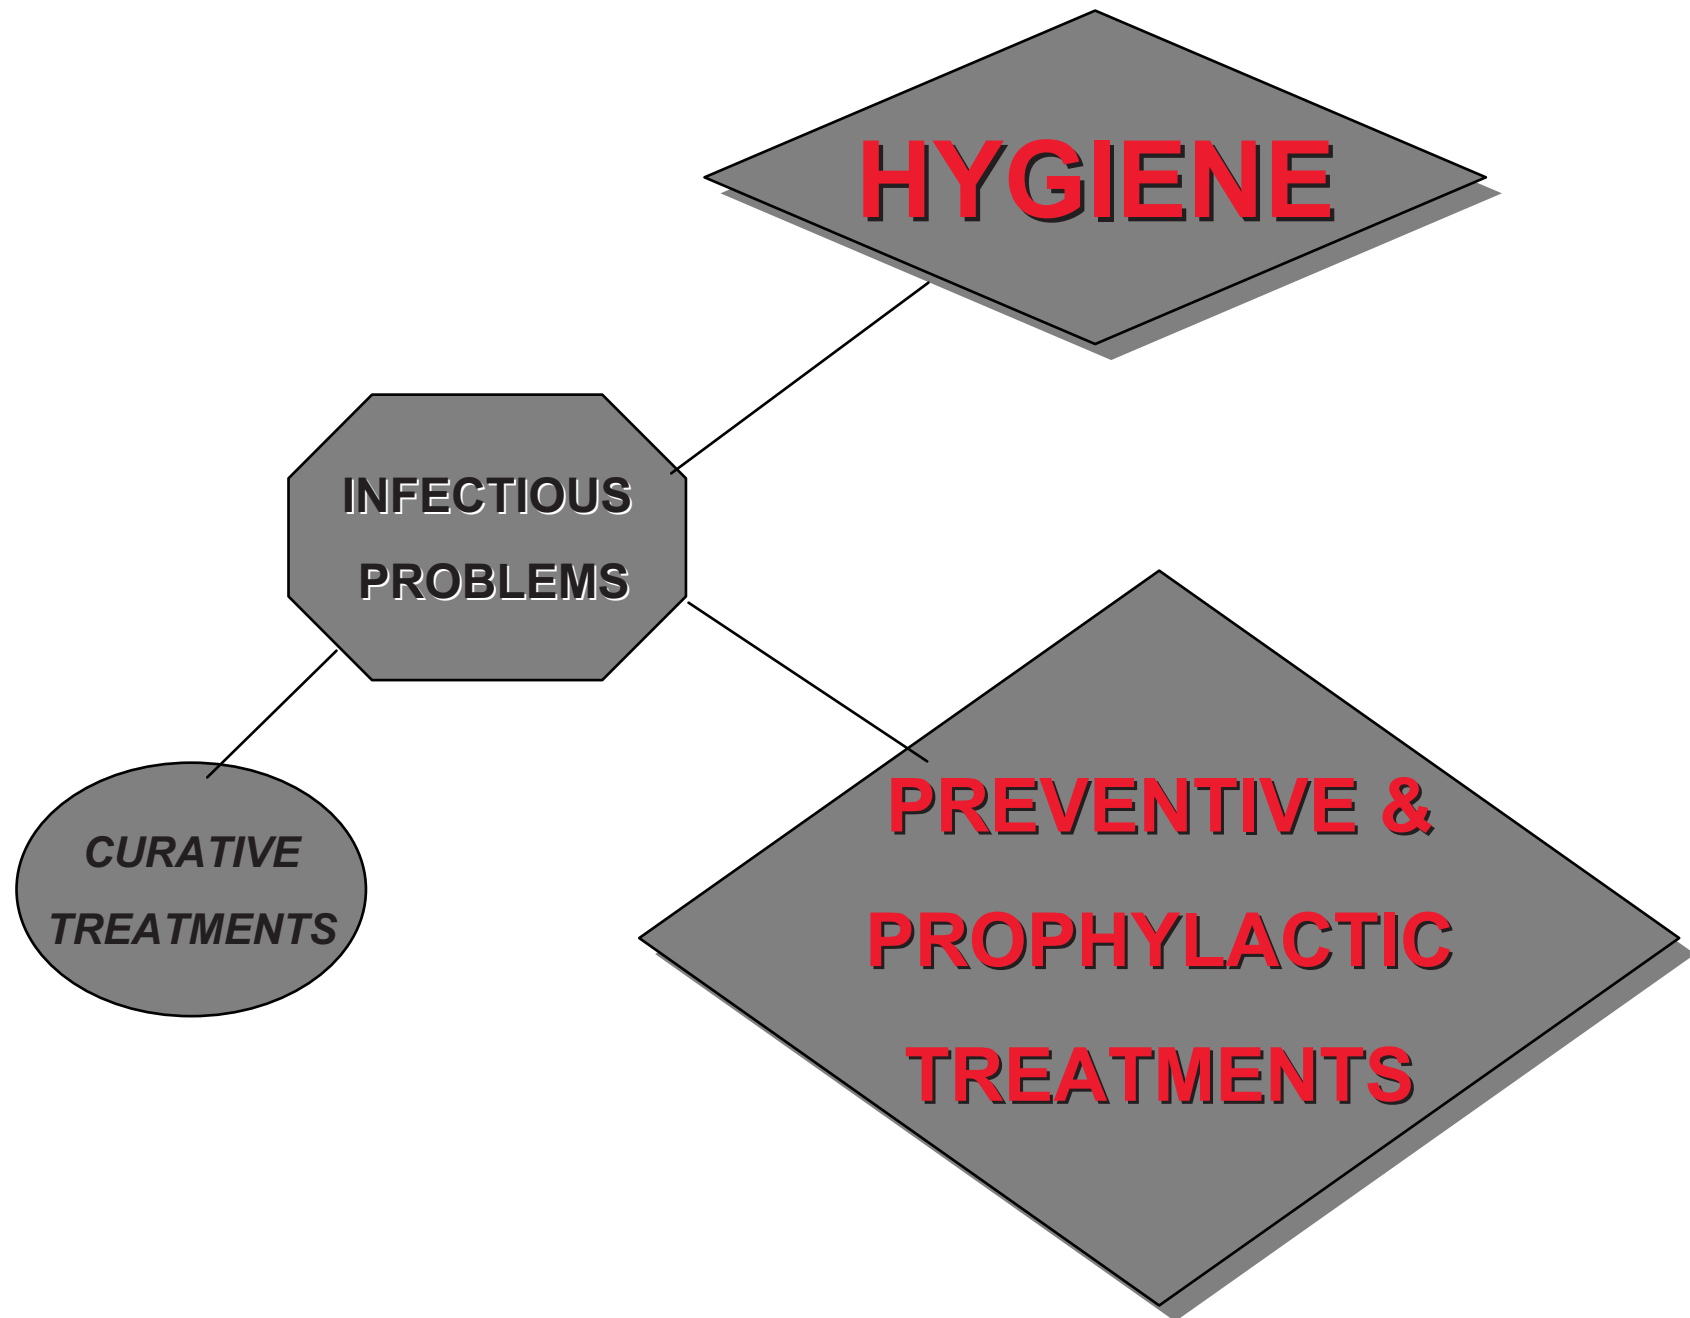 HYGIENE
INFECTIOUS
PROBLEMS
CURATIVE
TREATMENTS
PREVENTIVE &
PROPHYLACTIC
TREATMENTS